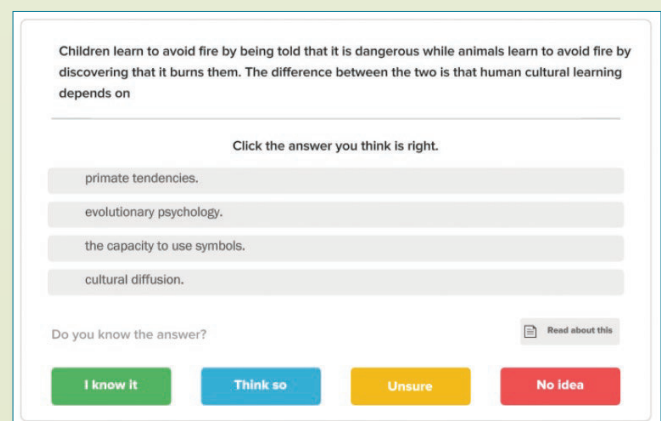 Children learn to avoid fire by being told that it is dangerous while animals learn to avoid fire by
discovering that it burns them. The difference between the two is that human cultural learning
depends on
Click the answer you think is right.
primate tendencies.
evolutionary psychology.
the capacity to use symbols.
cultural diffusion.
Do you know the answer?
Read about this
I know it
Think so
Unsure
No idea